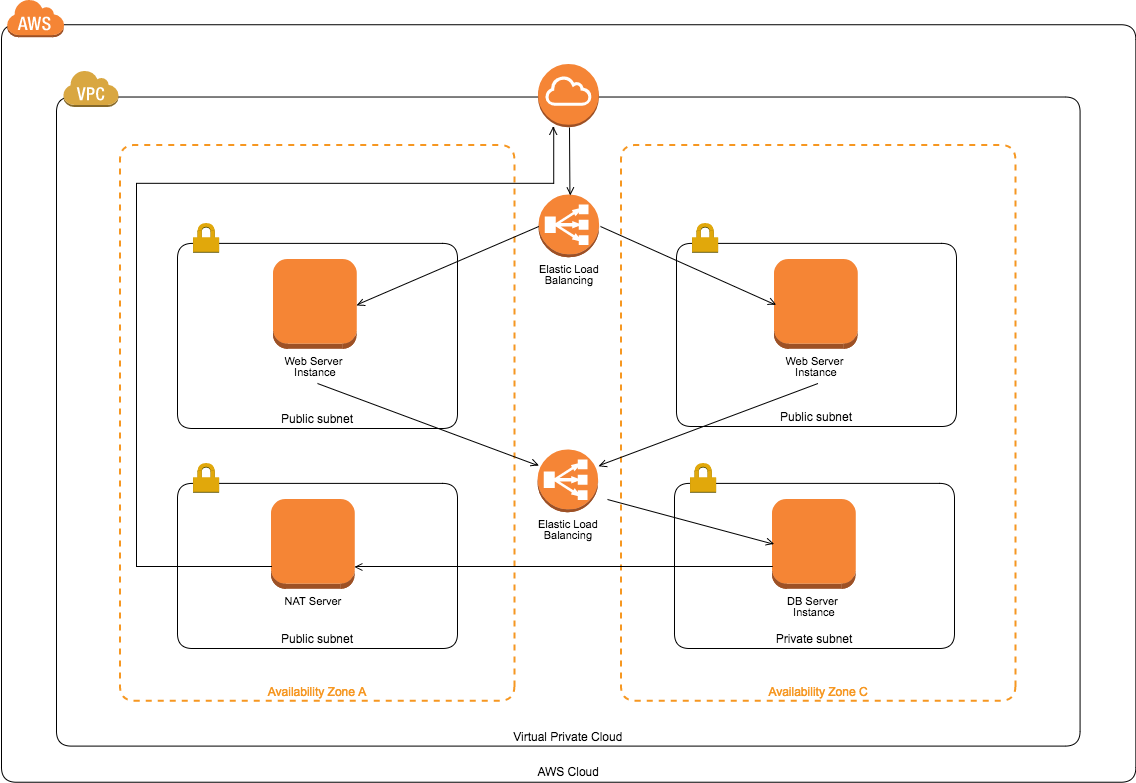 AWS
VPC
Elastic Load
Balancing
Web Server
Instance
Public subnet
Web Server
Instance
Public subnet
Elastic Load
Balancing
NAT Server
Public subnet
DB Server
Instance
Private subnet
Availability Zone A
Availability Zone C
Virtual Private Cloud
AWS Cloud